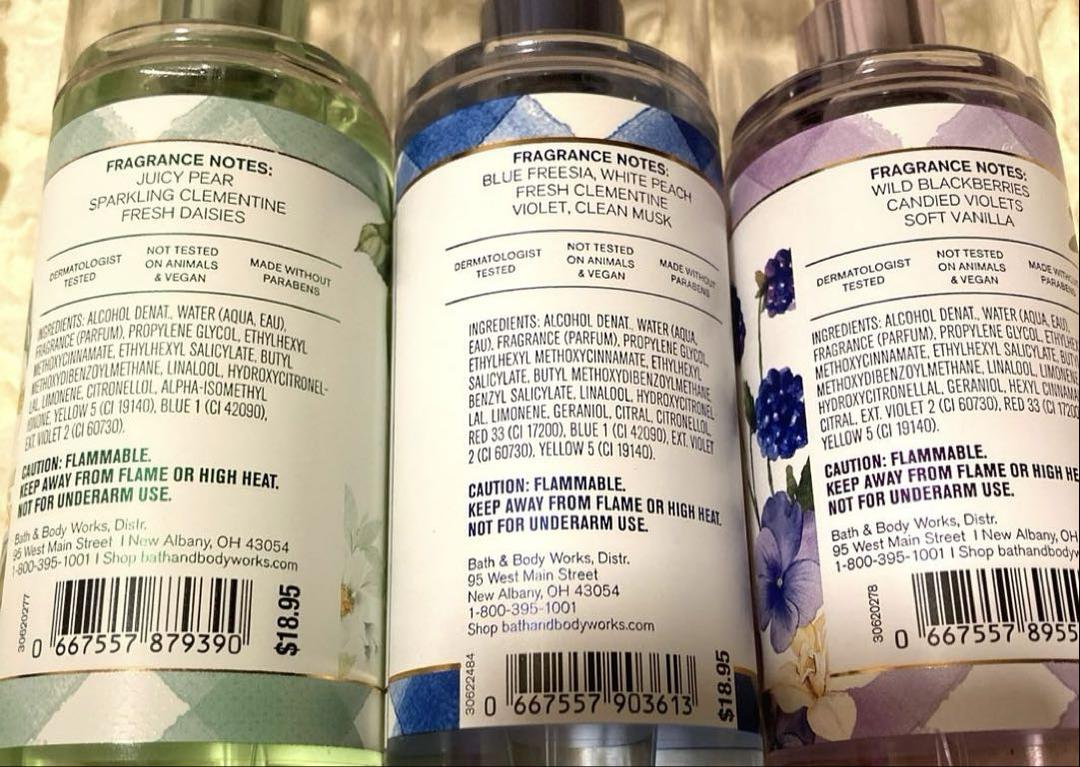 FRAGRANCE NOTES:
JUICY PEAR
SPARKLING CLEMENTINE
FRESH DAISIES
DERMATOLOGIST
TESTED
NOT TESTED
ON ANIMALS
& VEGAN
MADE WITHOUT
PARABENS
INGREDIENTS: ALCOHOL DENAT., WATER (AQUA, EAU),
FRAGRANCE (PARFUM), PROPYLENE GLYCOL, ETHYLHEXYL
METHOXYCINNAMATE, ETHYLHEXYL SALICYLATE, BUTYL
METHOXYDIBENZOYLMETHANE, LINALOOL, HYDROXYCITRONEL-
LAL, LIMONENE, CITRONELLOL, ALPHA-ISOMETHYL
IONONE, YELLOW 5 (CI 19140), BLUE 1 (CI 42090),
EXT. VIOLET 2 (CI 60730).
CAUTION: FLAMMABLE.
KEEP AWAY FROM FLAME OR HIGH HEAT.
NOT FOR UNDERARM USE.
Bath & Body Works, Distr.
95 West Main Street I New Albany, OH 43054
1-800-395-1001 I Shop bathandbodyworks.com
30620277
0 667557 879390
$18.95
FRAGRANCE NOTES:
BLUE FREESIA, WHITE PEACH
FRESH CLEMENTINE
VIOLET, CLEAN MUSK
DERMATOLOGIST
TESTED
NOT TESTED
ON ANIMALS
& VEGAN
MADE WITHOUT
PARABENS
INGREDIENTS: ALCOHOL DENAT., WATER (AQUA,
EAU), FRAGRANCE (PARFUM), PROPYLENE GLYCOL,
ETHYLHEXYL METHOXYCINNAMATE, ETHYLHEXYL
SALICYLATE, BUTYL METHOXYDIBENZOYLMETHANE
BENZYL SALICYLATE, LINALOOL, HYDROXYCITRONEL
LAL, LIMONENE, GERANIOL, CITRAL, CITRONELLOL,
RED 33 (CI 17200), BLUE 1 (CI 42090), EXT. VIOLET
2 (CI 60730), YELLOW 5 (CI 19140).
CAUTION: FLAMMABLE.
KEEP AWAY FROM FLAME OR HIGH HEAT.
NOT FOR UNDERARM USE.
Bath & Body Works, Distr.
95 West Main Street
New Albany, OH 43054
1-800-395-1001
Shop bathandbodyworks.com
30622484
0 667557 903613
$18.95
FRAGRANCE NOTES:
WILD BLACKBERRIES
CANDIED VIOLETS
SOFT VANILLA
DERMATOLOGIST
TESTED
NOT TESTED
ON ANIMALS
& VEGAN
MADE WITHOU
PARABENS
INGREDIENTS: ALCOHOL DENAT., WATER (AQUA, EAU),
FRAGRANCE (PARFUM), PROPYLENE GLYCOL, ETHYLHEX
METHOXYCINNAMATE, ETHYLHEXYL SALICYLATE, BUTY
METHOXYDIBENZOYLMETHANE, LINALOOL, LIMONENE,
HYDROXYCITRONELLAL, GERANIOL, HEXYL CINNAMA
CITRAL, EXT. VIOLET 2 (CI 60730), RED 33 (CI 17200
YELLOW 5 (CI 19140).
CAUTION: FLAMMABLE.
KEEP AWAY FROM FLAME OR HIGH HE
NOT FOR UNDERARM USE.
Bath & Body Works, Distr.
95 West Main Street I New Albany, OH
1-800-395-1001 I Shop bathandbodyw
30620278
0 667557 8955